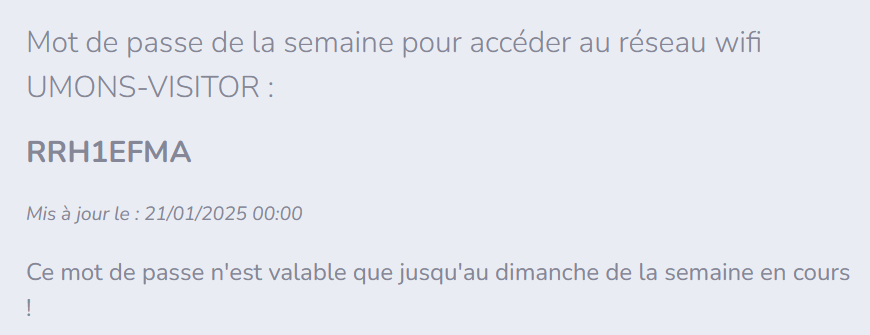 Mot de passe de la semaine pour accéder au réseau wifi
UMONS-VISITOR :
RRH1EFMA
Mis à jour le : 21/01/2025 00:00
Ce mot de passe n'est valable que jusqu'au dimanche de la semaine en cours
!